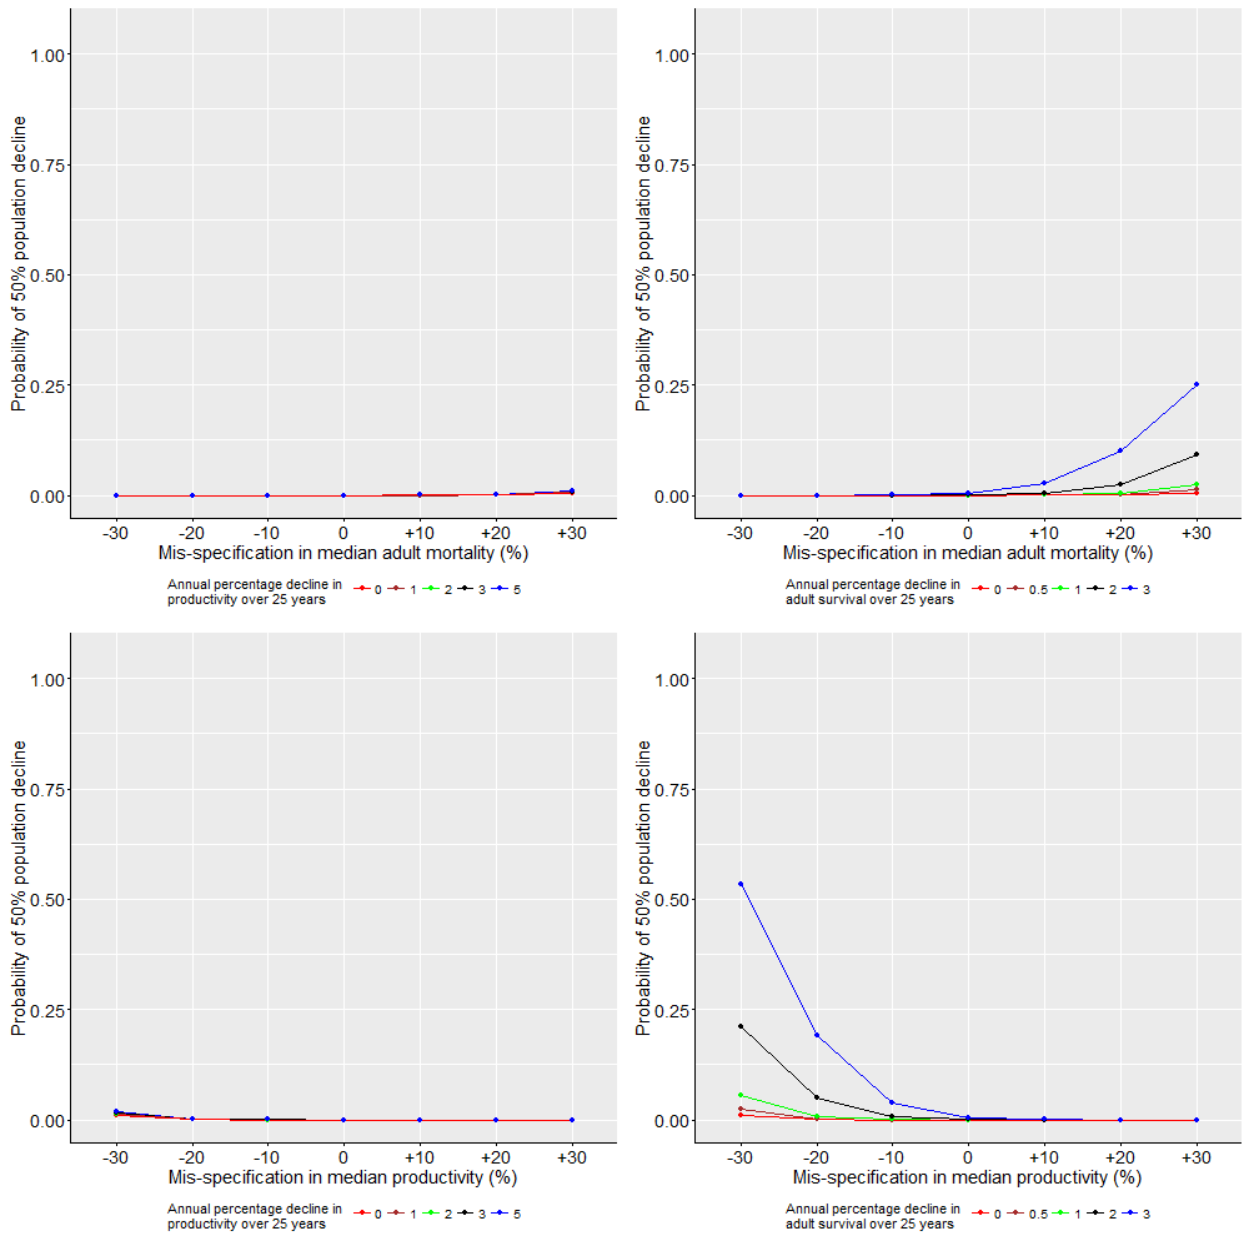 Probability of 50% population decline
1.00
0.75
0.50
0.25
0.00
-30 -20 -10 0 +10 +20 +30
Mis-specification in median adult mortality (%)
Annual percentage decline in
productivity over 25 years 0 1 2 3 5
Probability of 50% population decline
1.00
0.75
0.50
0.25
0.00
-30 -20 -10 0 +10 +20 +30
Mis-specification in median adult mortality (%)
Annual percentage decline in
adult survival over 25 years 0 0.5 1 2 3
Probability of 50% population decline
1.00
0.75
0.50
0.25
0.00
-30 -20 -10 0 +10 +20 +30
Mis-specification in median productivity (%)
Annual percentage decline in
productivity over 25 years 0 1 2 3 5
Probability of 50% population decline
1.00
0.75
0.50
0.25
0.00
-30 -20 -10 0 +10 +20 +30
Mis-specification in median productivity (%)
Annual percentage decline in
adult survival over 25 years 0 0.5 1 2 3